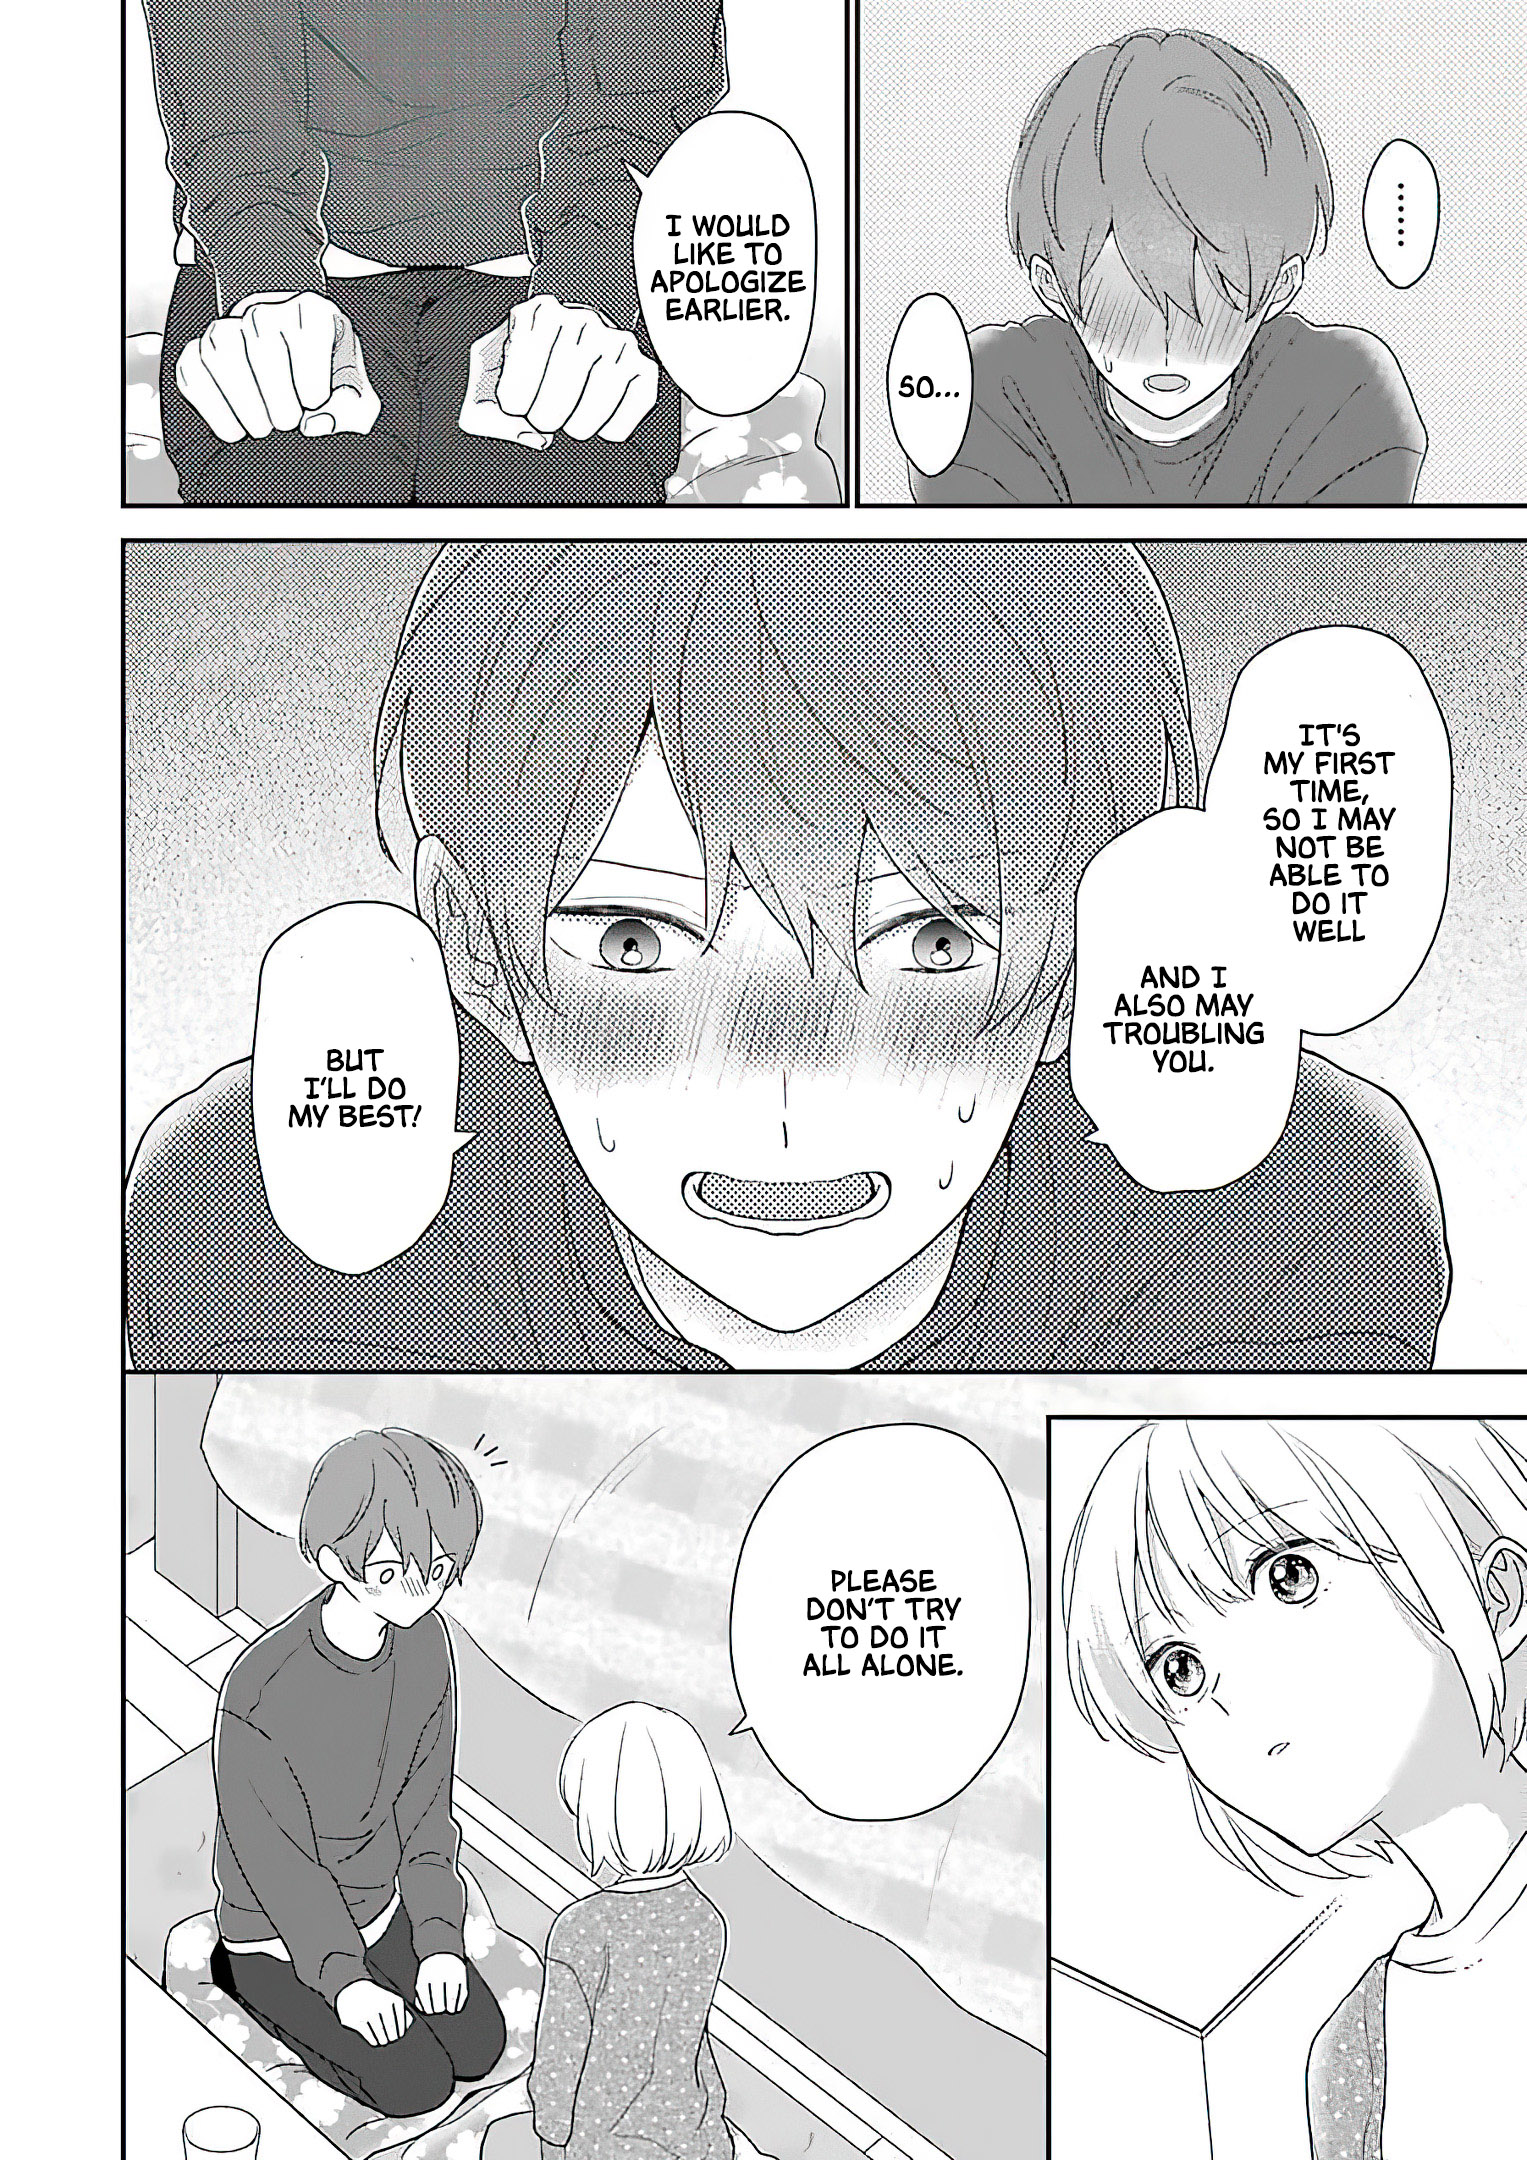 ......
SO...
I WOULD
LIKE TO
APOLOGIZE
EARLIER.
IT'S
MY FIRST
TIME,
SO I MAY
NOT BE
ABLE TO
DO IT
WELL
AND I
ALSO MAY
TROUBLING
YOU.
BUT
I'LL DO
MY BEST!
PLEASE
DON'T TRY
TO DO IT
ALL ALONE.